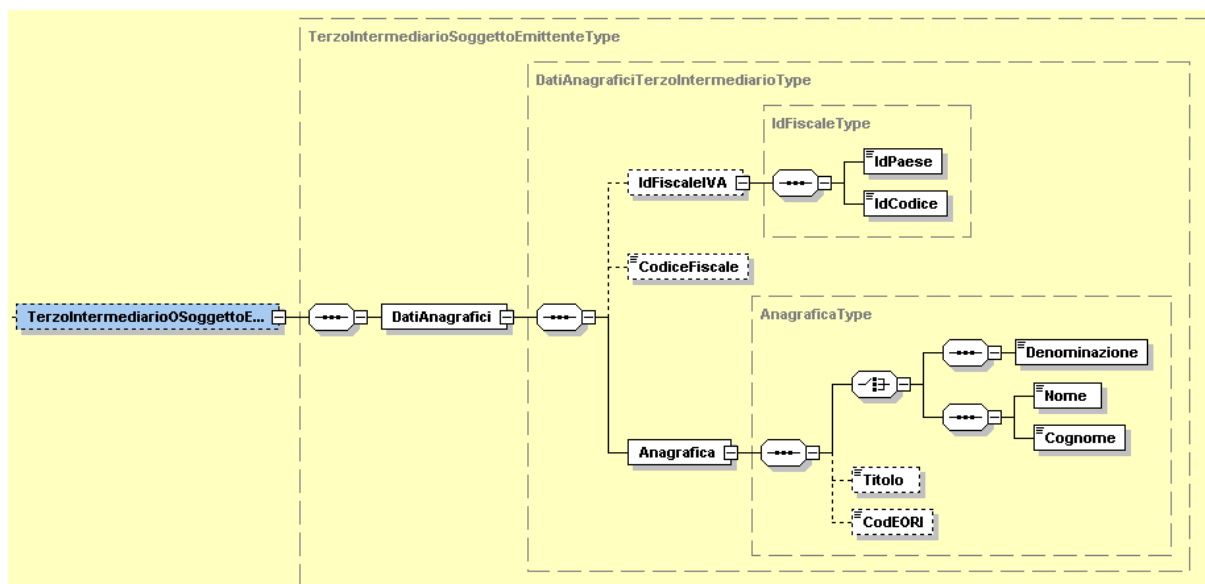 TerzoIntermediarioSoggettoEmittenteType
DatiAnagraficiTerzoIntermediarioType
IdFiscaleType
IdPaese
IdFiscaleIVA
IdCodice
CodiceFiscale
TerzoIntermediarioOSoggettoE...
DatiAnagrafici
AnagraficaType
Denominazione
Nome
Cognome
Anagrafica
Titolo
CodEORI